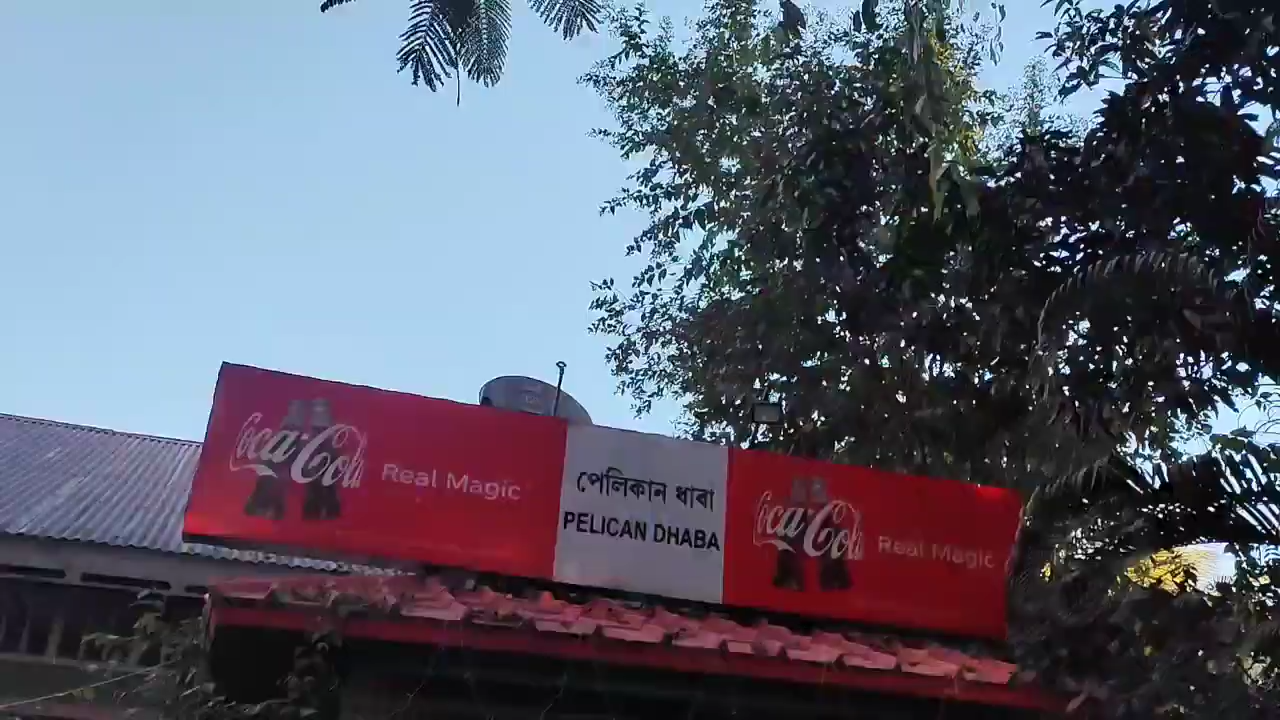 Coca-Cola
Real Magic
পেলিকান ধাবা
PELICAN DHABA
Coca-Cola
Real Magic